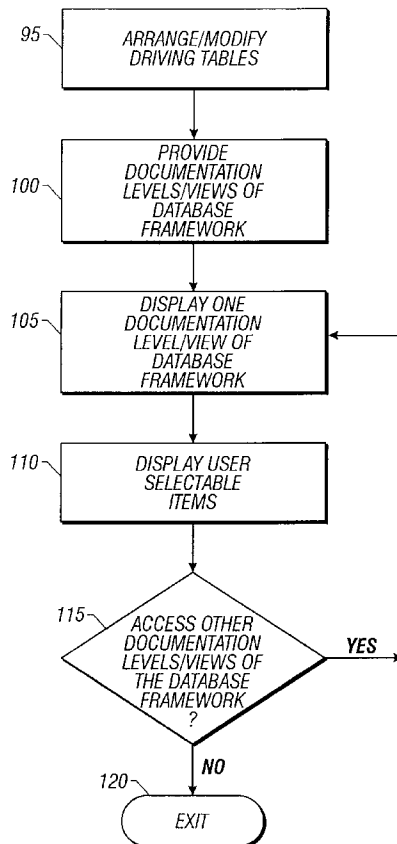 95
ARRANGE/MODIFY
DRIVING TABLES
100
PROVIDE
DOCUMENTATION
LEVELS/VIEWS OF
DATABASE
FRAMEWORK
105
DISPLAY ONE
DOCUMENTATION
LEVEL/VIEW OF
DATABASE
FRAMEWORK
110
DISPLAY USER
SELECTABLE
ITEMS
115
ACCESS OTHER
DOCUMENTATION
LEVELS/VIEWS OF
THE DATABASE
FRAMEWORK
?
YES
NO
120
EXIT